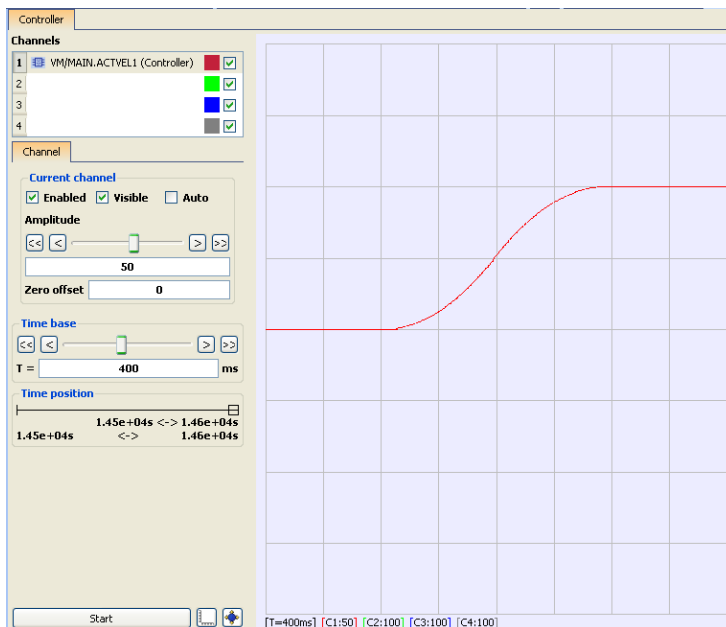 Controller
Channels
1 VM/MAIN.ACTVEL1 (Controller)
2
3
4
Channel
Current channel
Enabled Visible Auto
Amplitude
<< < > >>
50
Zero offset 0
Time base
<< < > >>
T = 400 ms
Time position
1.45e+04s <-> 1.46e+04s
1.45e+04s <-> 1.46e+04s
Start
[T=400ms] [C1:50] [C2:100] [C3:100] [C4:100]